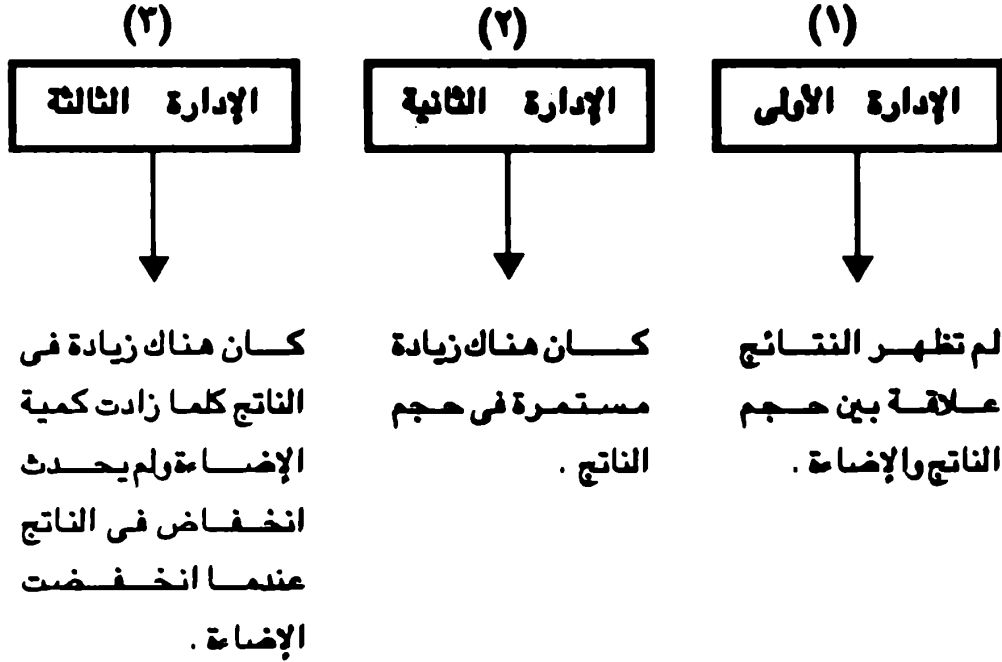 (١)
(٢)
(٣)
الإدارة الأولى
الإدارة الثانية
الإدارة الثالثة
لم تظهر النتائج
علاقة بين حجم
الناتج والإضاءة .
كان هناك زيادة
مستمرة فى حجم
الناتج .
كان هناك زيادة فى
الناتج كلما زادت كمية
الإضاءة ولم يحدث
انخفاض فى الناتج
عندما انخفضت
الإضاءة .